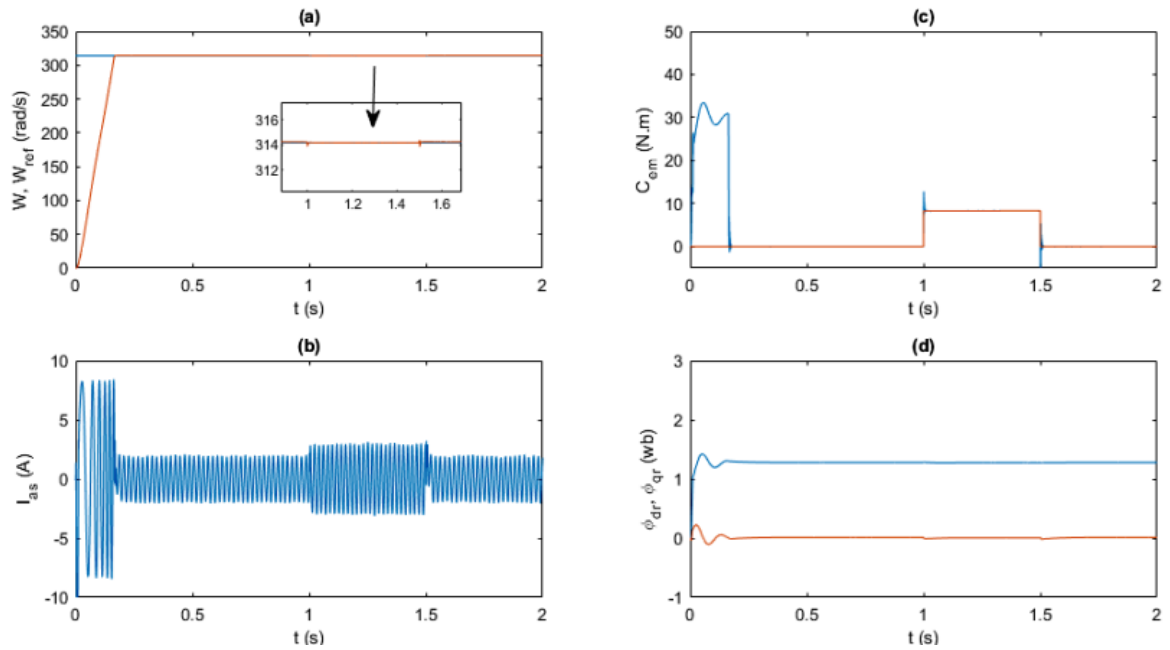 (a)
W, W_ref (rad/s)
350
300
250
200
150
100
50
0
316
314
312
1 1.2 1.4 1.6
0 0.5 1 1.5 2
t (s)
(c)
C_em (N.m)
50
40
30
20
10
0
0 0.5 1 1.5 2
t (s)
(b)
I_as (A)
10
5
0
-5
-10
0 0.5 1 1.5 2
t (s)
(d)
ϕ_dr, ϕ_qr (wb)
3
2
1
0
-1
0 0.5 1 1.5 2
t (s)